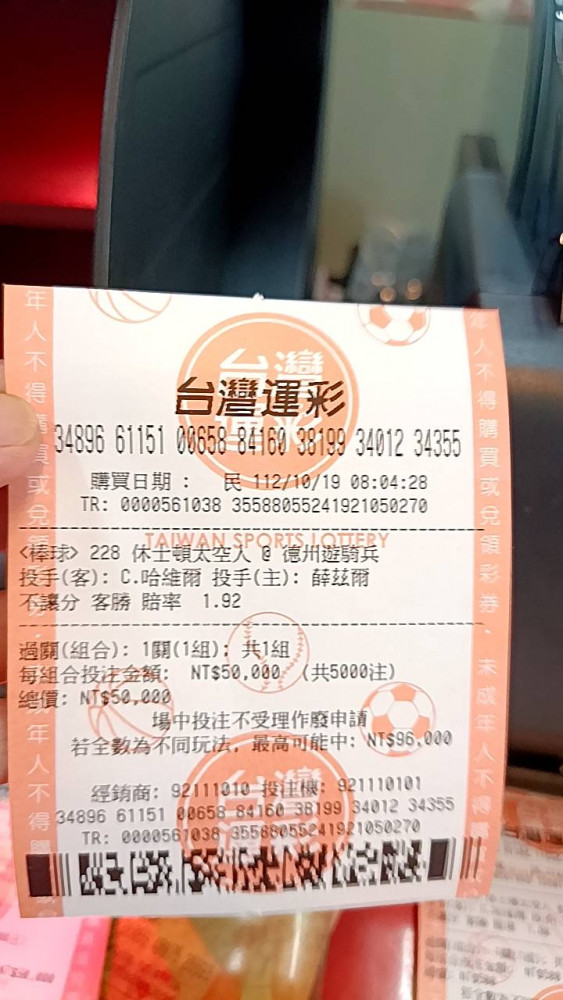 台灣運彩
34896 61151 00658 84160 38199 34012 34355
購買日期： 民 112/10/19 08:04:28
TR: 0000561038 35588055241921050270
TAIWAN SPORTS LOTTERY
<棒球> 228 休士頓太空人 @ 德州遊騎兵
投手(客): C.哈維爾 投手(主): 薛茲爾
不讓分 客勝 賠率 1.92
過關(組合): 1關(1組); 共1組
每組合投注金額: NT$50,000 (共5000注)
總價: NT$50,000
場中投注不受理作廢申請
若全數為不同玩法, 最高可能中: NT$96,000
經銷商: 92111010 投注機: 921110101
34896 61151 00658 84160 38199 34012 34355
TR: 0000561038 35588055241921050270
年人不得購買或兌領
年人不得購買或兌領彩券．未成年人不得購